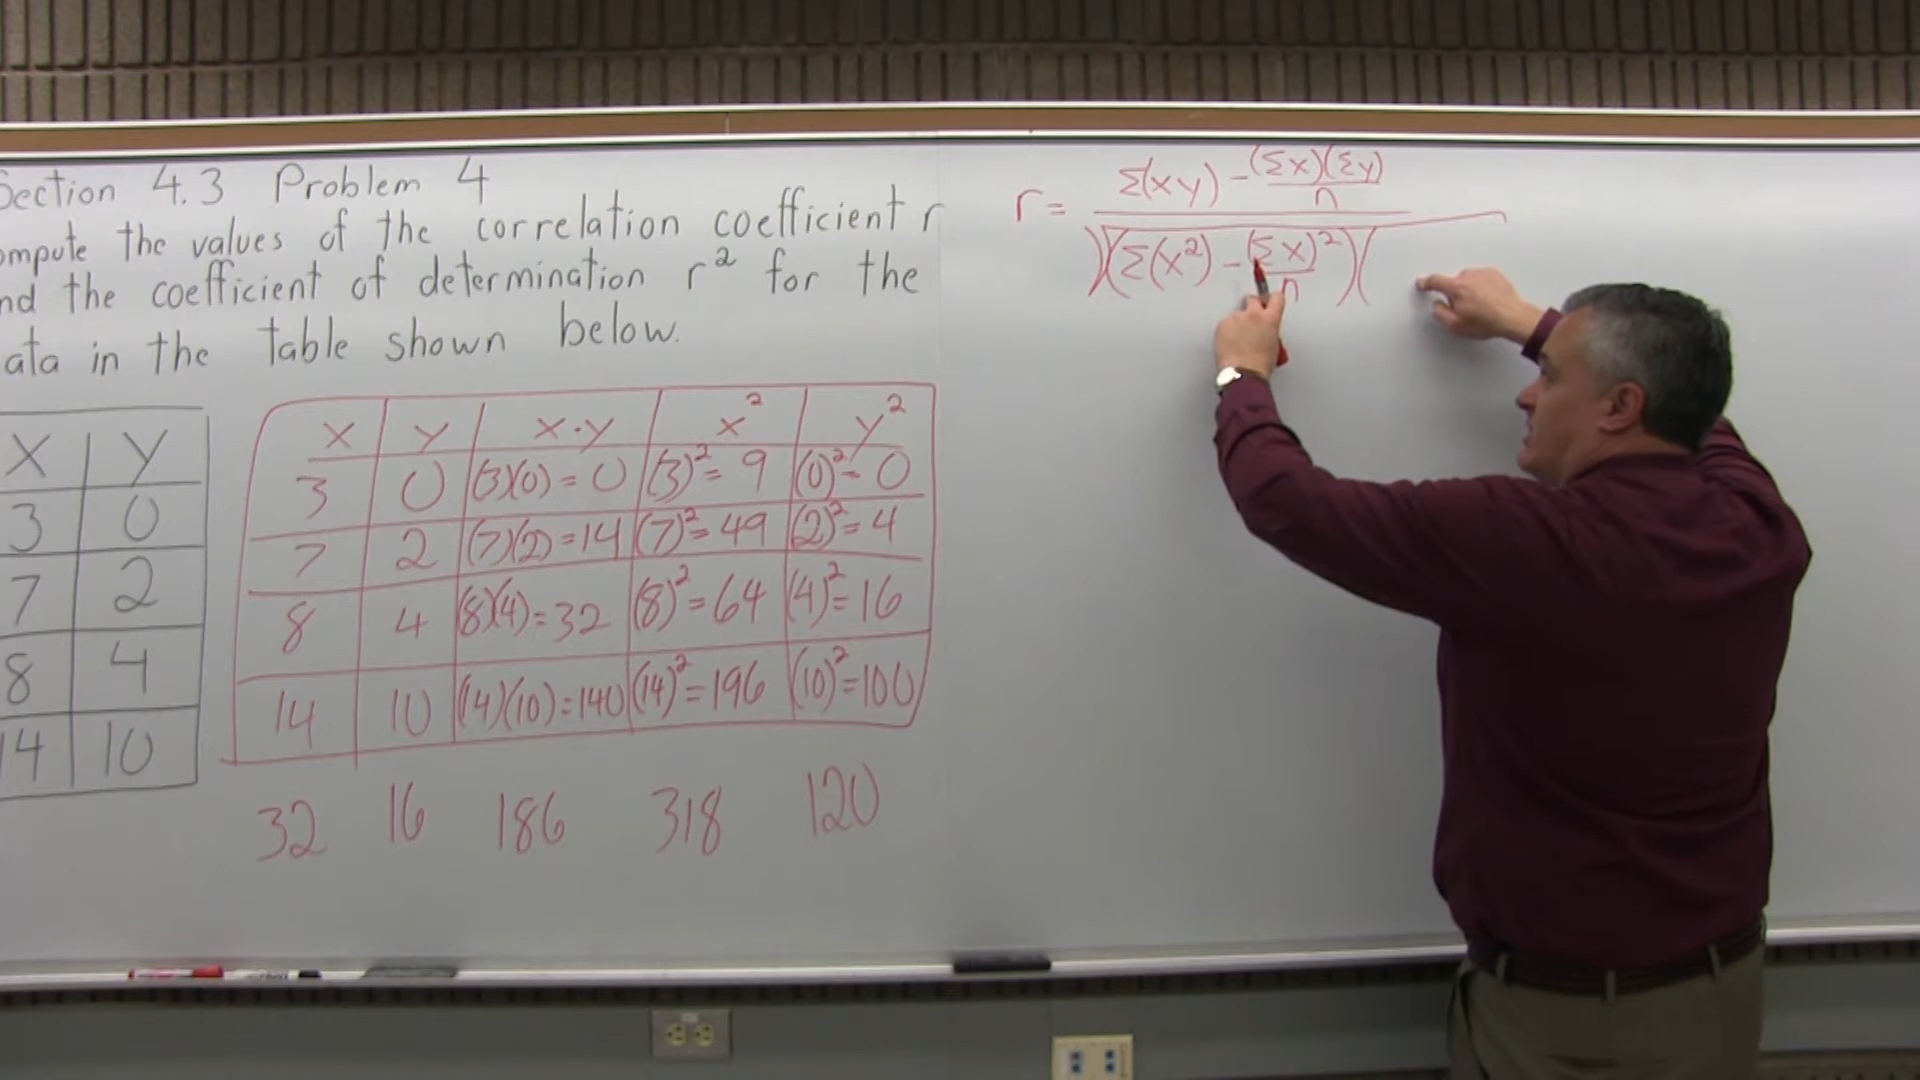 Section 4.3 Problem 4
ompute the values of the correlation coefficient r
nd the coefficient of determination r² for the
ata in the table shown below.
X Y
3 0
7 2
8 4
14 10
x y x·y x² y²
3 0 (3)(0) = 0 (3)² = 9 (0)² = 0
7 2 (7)(2) = 14 (7)² = 49 (2)² = 4
8 4 (8)(4) = 32 (8)² = 64 (4)² = 16
14 10 (14)(10) = 140 (14)² = 196 (10)² = 100
32 16 186 318 120
Σ(xy) - (Σx)(Σy)
n
r =
√(Σ(x²) - (Σx)²)(
n